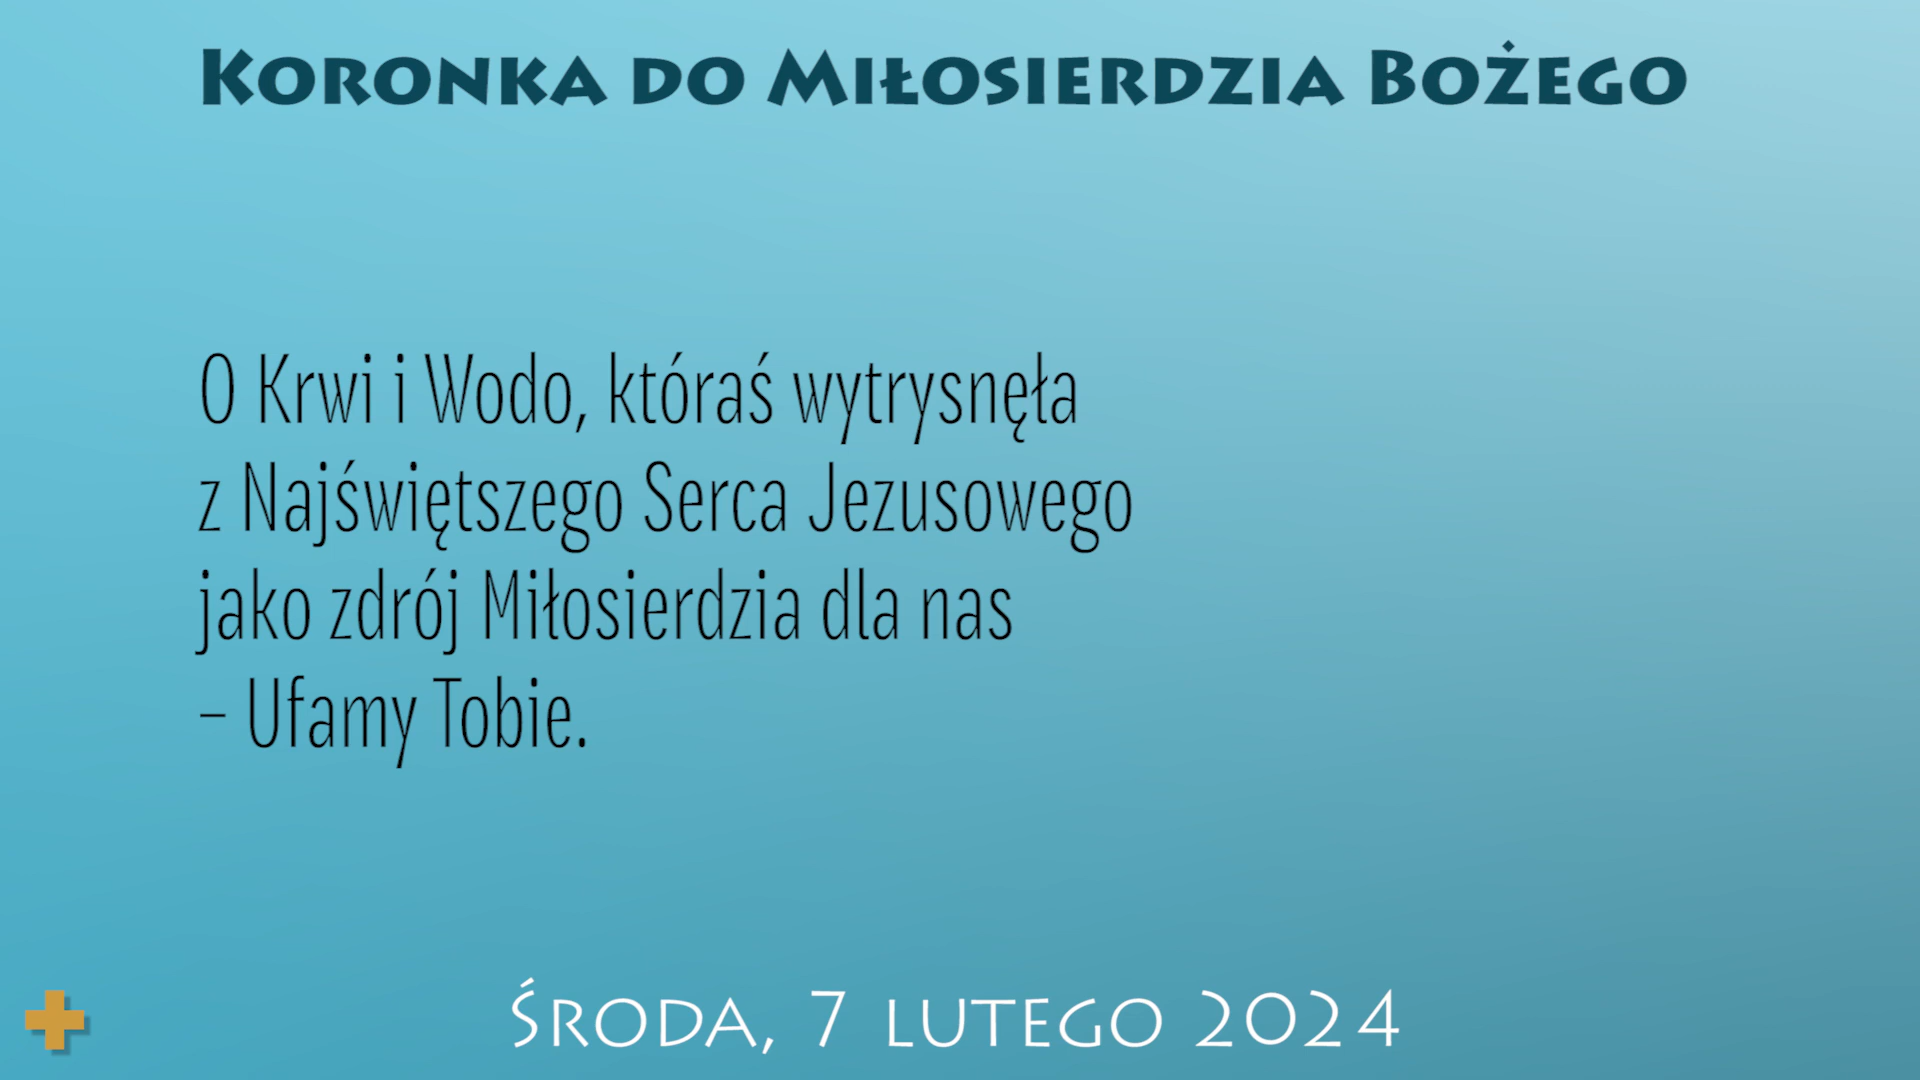 Koronka do Miłosierdzia Bożego
O Krwi i Wodo, któraś wytrysnęła
z Najświętszego Serca Jezusowego
jako zdrój Miłosierdzia dla nas
– Ufamy Tobie.
Środa, 7 lutego 2024